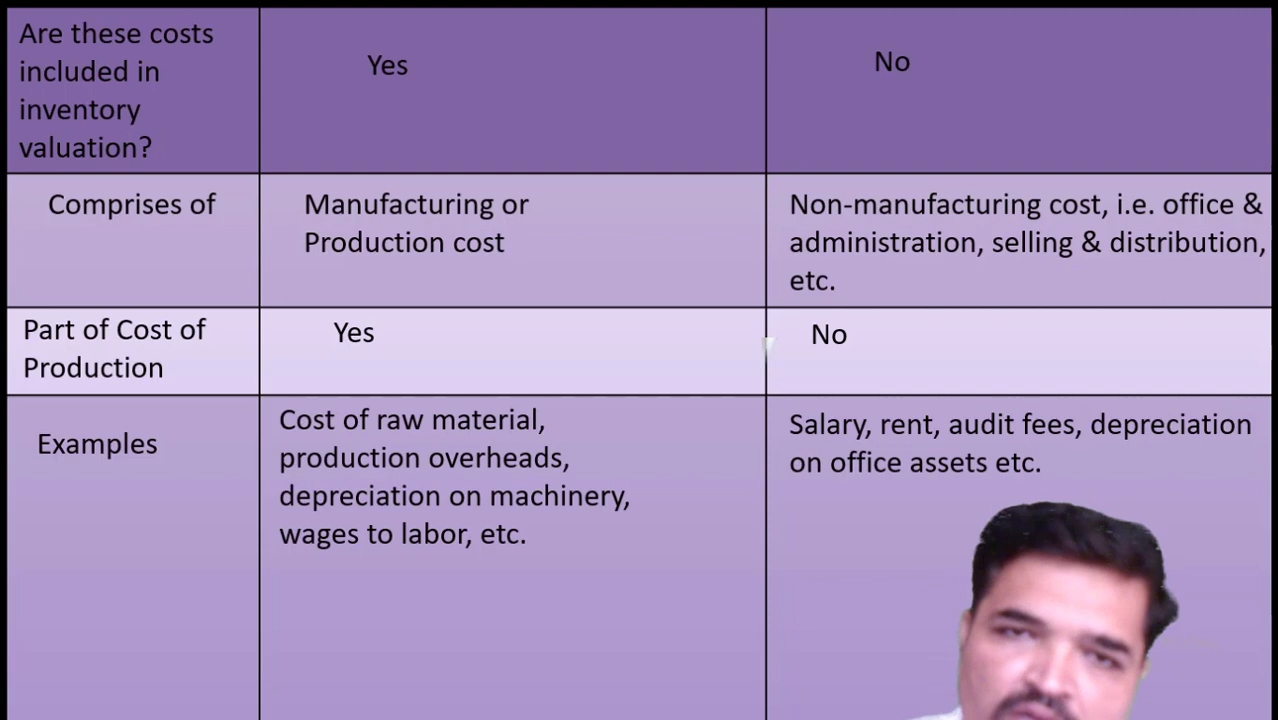 Are these costs
included in
inventory
valuation?
Yes
No
Comprises of
Manufacturing or
Production cost
Non-manufacturing cost, i.e. office &
administration, selling & distribution,
etc.
Part of Cost of
Production
Yes
No
Examples
Cost of raw material,
production overheads,
depreciation on machinery,
wages to labor, etc.
Salary, rent, audit fees, depreciation
on office assets etc.